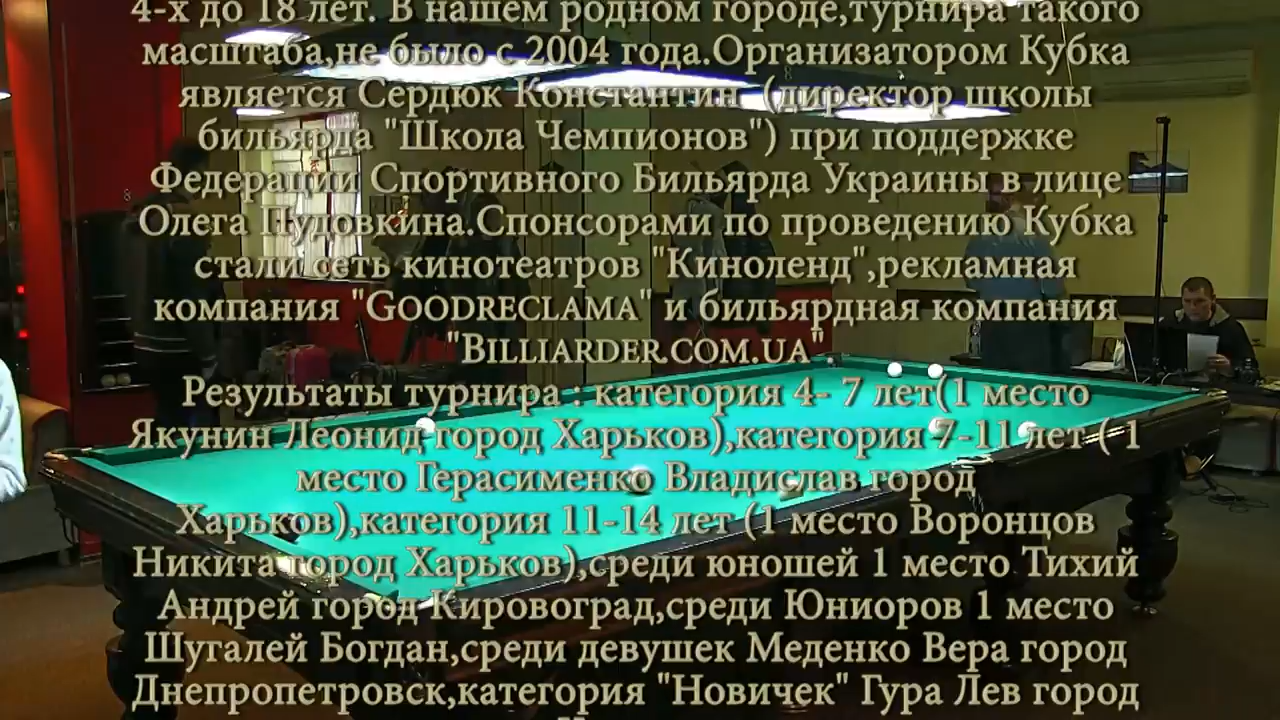 4-х до 18 лет. В нашем родном городе,турнира такого
масштаба,не было с 2004 года.Организатором Кубка
является Сердюк Константин (директор школы
бильярда "Школа Чемпионов") при поддержке
Федерации Спортивного Бильярда Украины в лице
Олега Пудовкина.Спонсорами по проведению Кубка
стали сеть кинотеатров "Киноленд",рекламная
компания "GOODRECLAMA" и бильярдная компания
"BILLIARDER.COM.UA"
Результаты турнира : категория 4- 7 лет(1 место
Якунин Леонид город Харьков),категория 7-11 лет ( 1
место Герасименко Владислав город
Харьков),категория 11-14 лет (1 место Воронцов
Никита город Харьков),среди юношей 1 место Тихий
Андрей город Кировоград,среди Юниоров 1 место
Шугалей Богдан,среди девушек Меденко Вера город
Днепропетровск,категория "Новичек" Гура Лев город